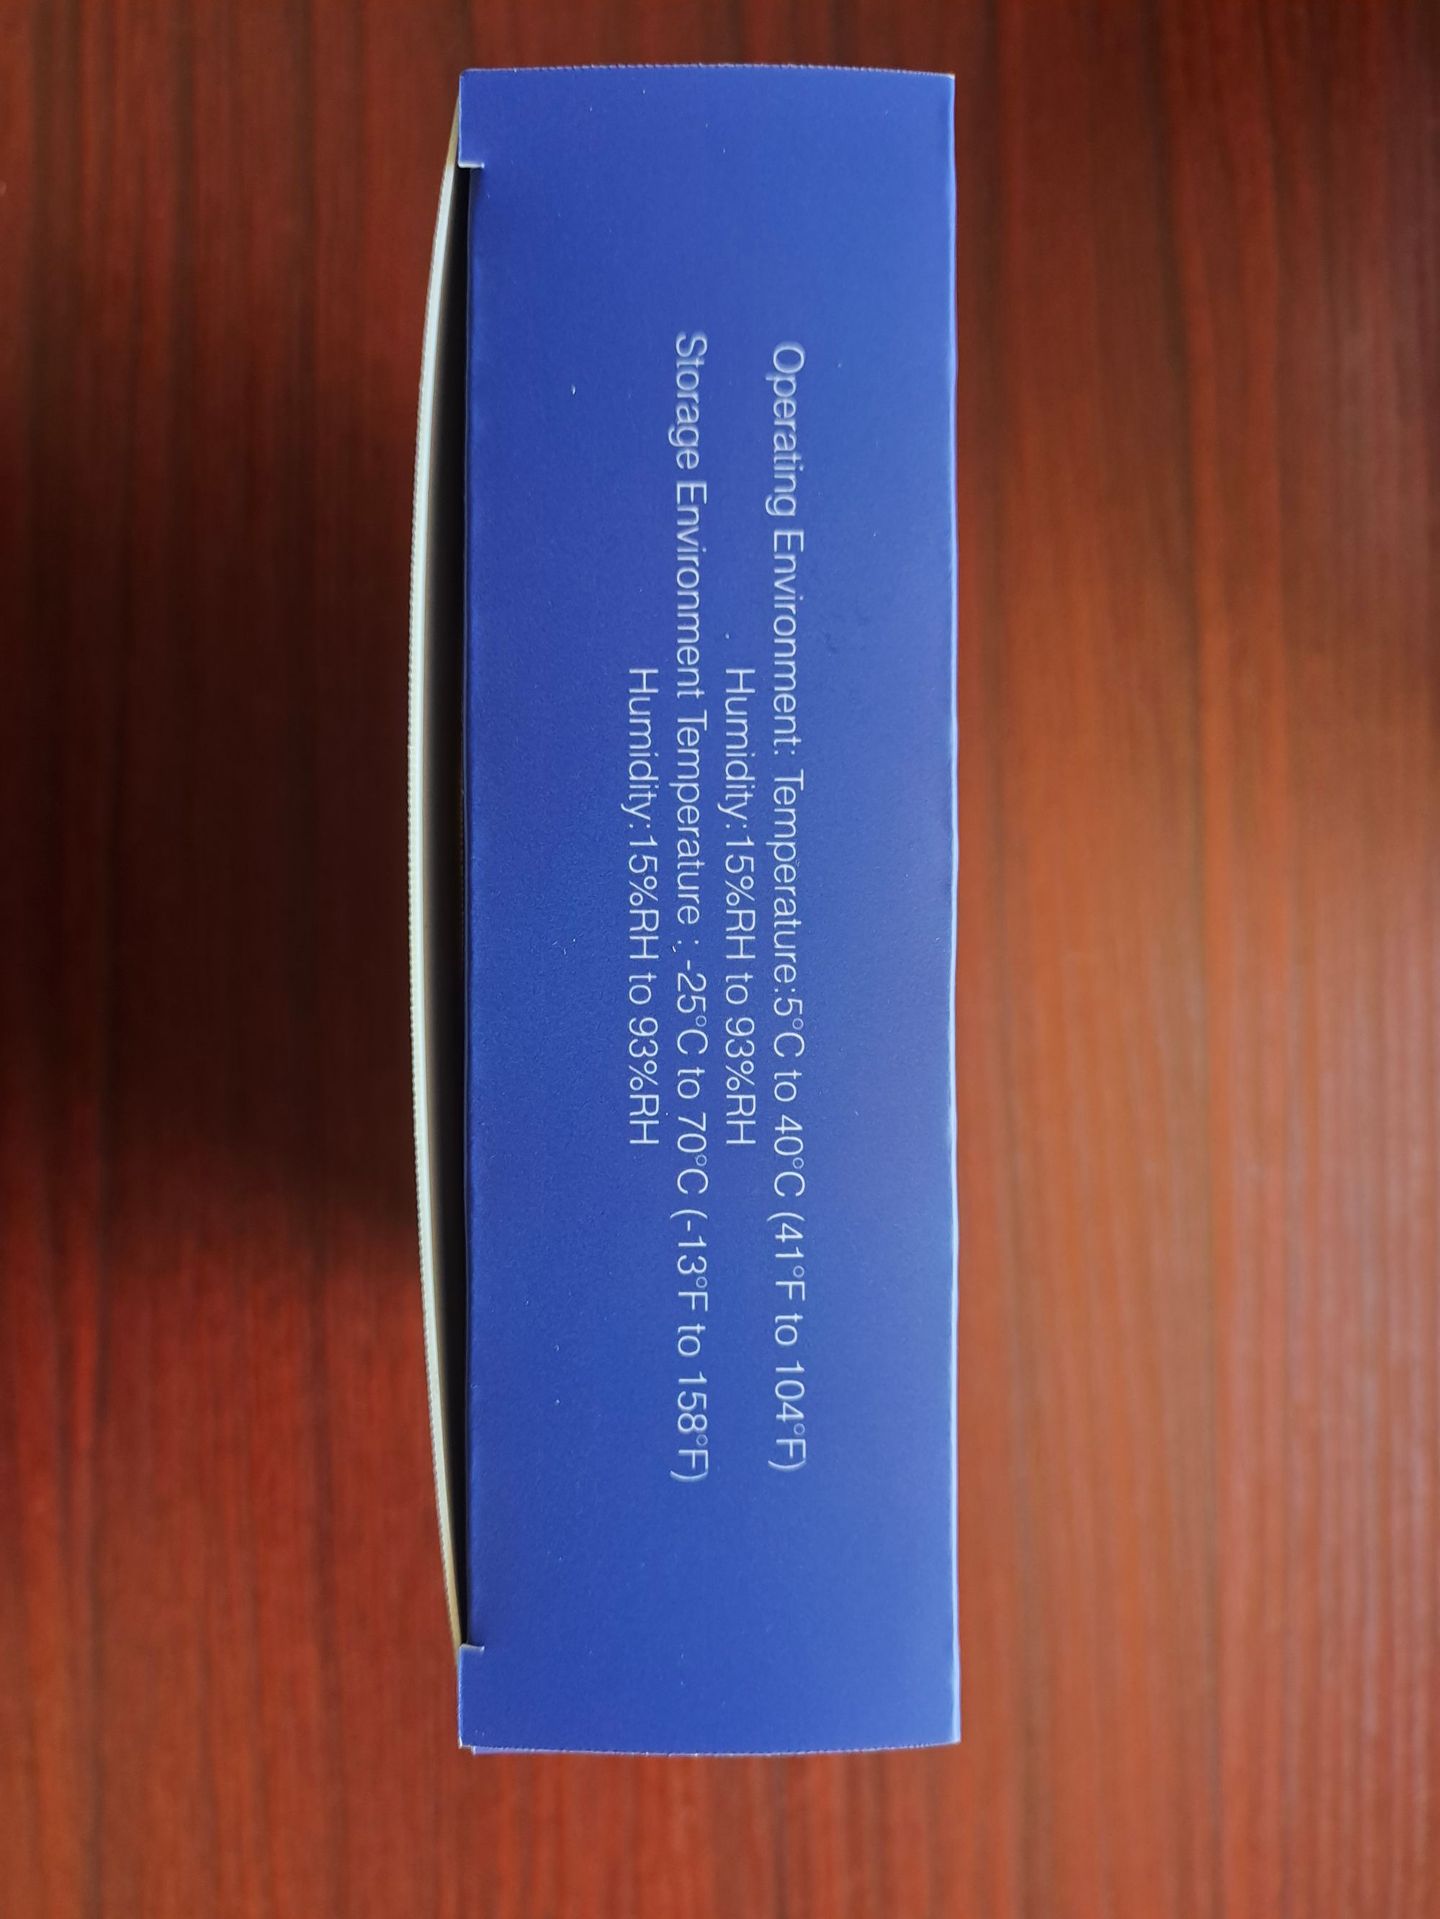 Operating Environment: Temperature:5°C to 40°C (41°F to 104°F)
Humidity:15%RH to 93%RH
Storage Environment Temperature : -25°C to 70°C (-13°F to 158°F)
Humidity:15%RH to 93%RH